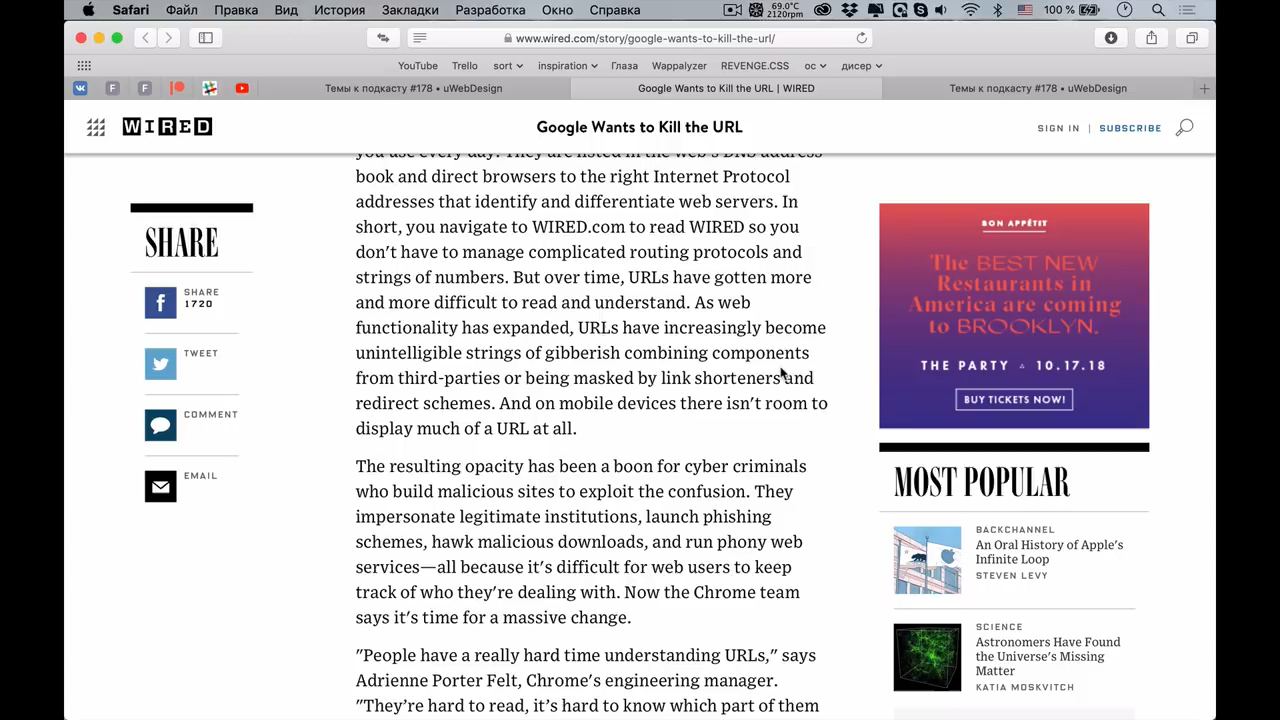 Safari Файл Правка Вид История Закладки Разработка Окно Справка 69.0°C 2120rpm 100 %
www.wired.com/story/google-wants-to-kill-the-url/
YouTube Trello sort inspiration Глаза Wappalyzer REVENGE.CSS ос дисер
F F Темы к подкасту #178 • uWebDesign Google Wants to Kill the URL | WIRED Темы к подкасту #178 • uWebDesign
WIRED
Google Wants to Kill the URL
SIGN IN | SUBSCRIBE
SHARE
SHARE
1720
TWEET
COMMENT
EMAIL
you use every day. They are listed in the web's DNS address
book and direct browsers to the right Internet Protocol
addresses that identify and differentiate web servers. In
short, you navigate to WIRED.com to read WIRED so you
don't have to manage complicated routing protocols and
strings of numbers. But over time, URLs have gotten more
and more difficult to read and understand. As web
functionality has expanded, URLs have increasingly become
unintelligible strings of gibberish combining components
from third-parties or being masked by link shorteners and
redirect schemes. And on mobile devices there isn't room to
display much of a URL at all.
The resulting opacity has been a boon for cyber criminals
who build malicious sites to exploit the confusion. They
impersonate legitimate institutions, launch phishing
schemes, hawk malicious downloads, and run phony web
services—all because it's difficult for web users to keep
track of who they're dealing with. Now the Chrome team
says it's time for a massive change.
"People have a really hard time understanding URLs," says
Adrienne Porter Felt, Chrome's engineering manager.
"They're hard to read, it's hard to know which part of them
BON APPÉTIT
The BEST NEW
Restaurants in
America are coming
to BROOKLYN.
THE PARTY 10.17.18
BUY TICKETS NOW!
MOST POPULAR
BACKCHANNEL
An Oral History of Apple's
Infinite Loop
STEVEN LEVY
SCIENCE
Astronomers Have Found
the Universe's Missing
Matter
KATIA MOSKVITCH